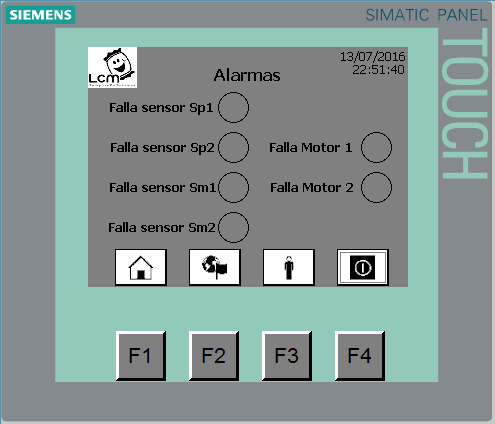 SIEMENS
SIMATIC PANEL
TOUCH
13/07/2016
22:51:40
Lcm
Alarmas
Falla sensor Sp1
Falla sensor Sp2
Falla Motor 1
Falla sensor Sm1
Falla Motor 2
Falla sensor Sm2
F1
F2
F3
F4